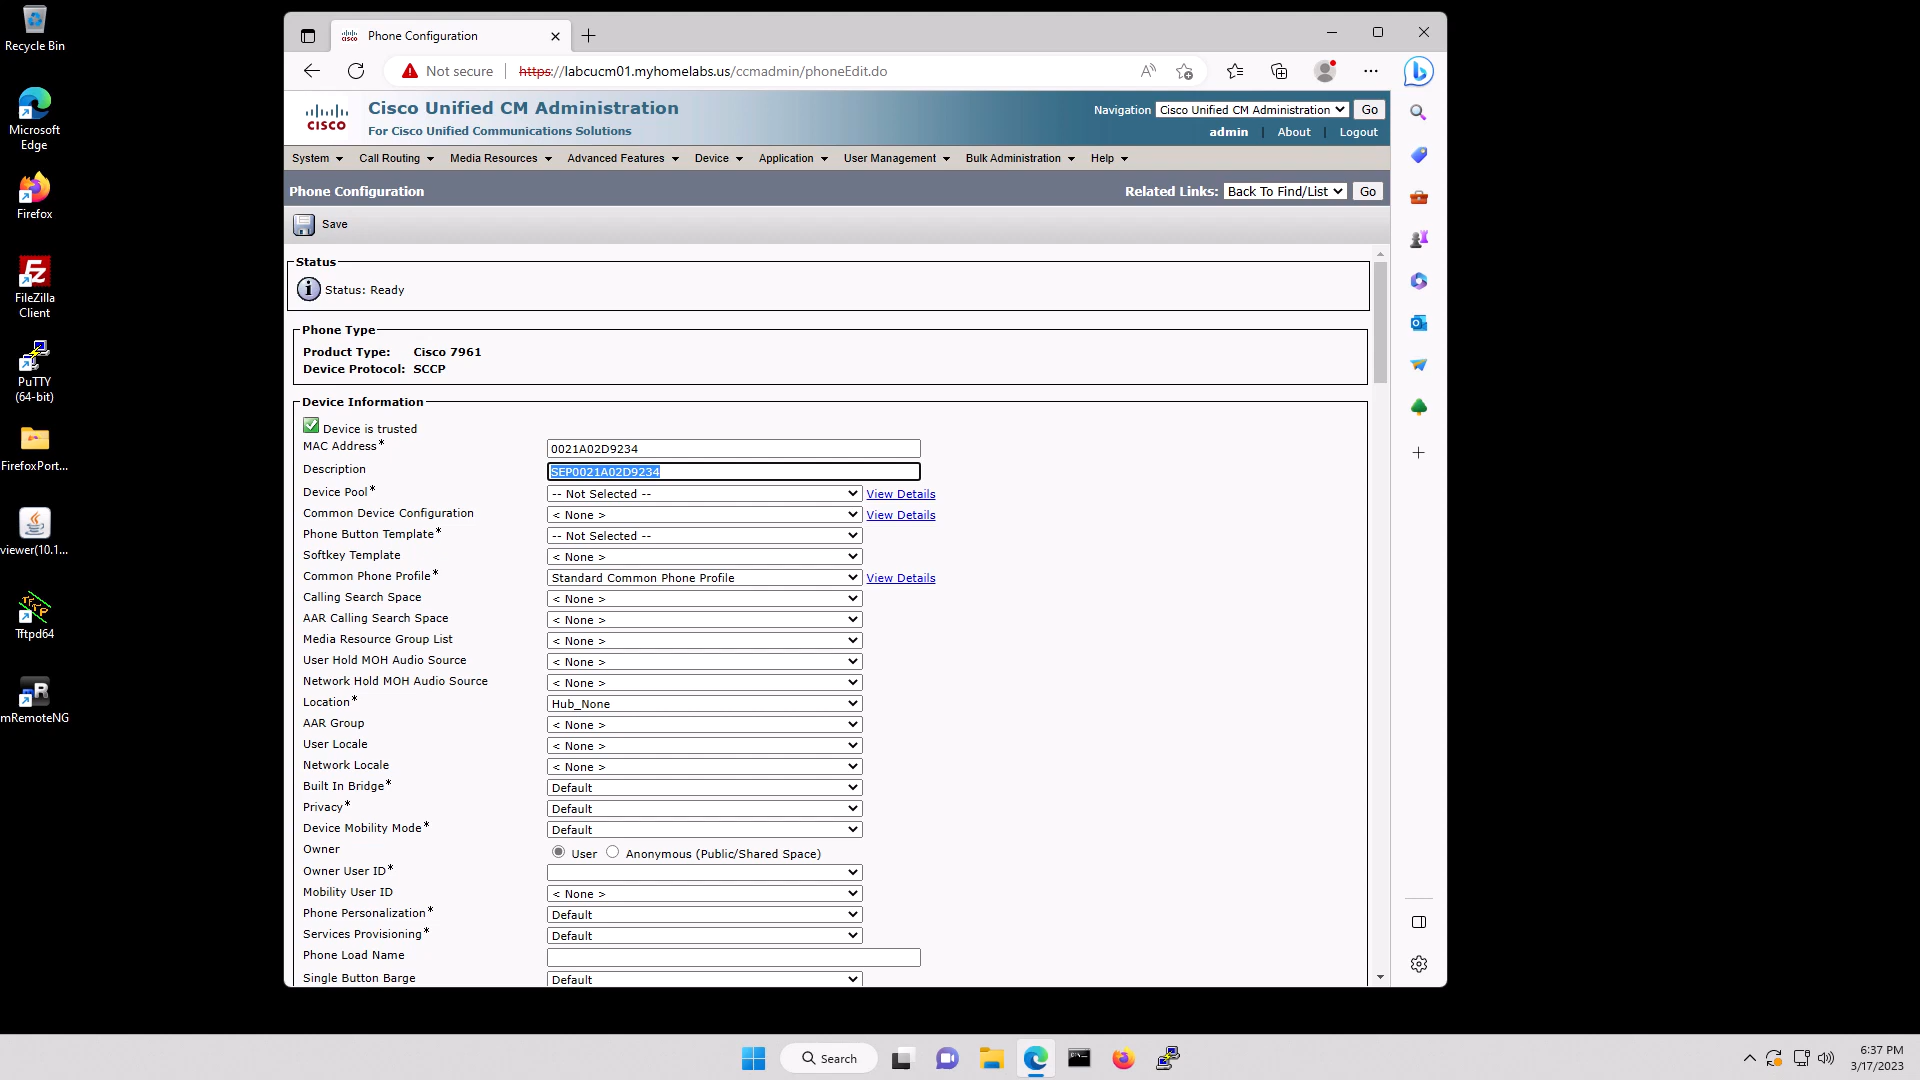 Recycle Bin
Microsoft
Edge
Firefox
FileZilla
Client
PuTTY
(64-bit)
FirefoxPort...
viewer(10.1...
Tftpd64
mRemoteNG
Phone Configuration
Not secure
https://labcucm01.myhomelabs.us/ccmadmin/phoneEdit.do
CISCO
Cisco Unified CM Administration
For Cisco Unified Communications Solutions
Navigation Cisco Unified CM Administration Go
admin | About | Logout
System Call Routing Media Resources Advanced Features Device Application User Management Bulk Administration Help
Phone Configuration
Related Links: Back To Find/List Go
Save
Status
Status: Ready
Phone Type
Product Type: Cisco 7961
Device Protocol: SCCP
Device Information
Device is trusted
MAC Address* 0021A02D9234
Description SEP0021A02D9234
Device Pool* -- Not Selected -- View Details
Common Device Configuration < None > View Details
Phone Button Template* -- Not Selected --
Softkey Template < None >
Common Phone Profile* Standard Common Phone Profile View Details
Calling Search Space < None >
AAR Calling Search Space < None >
Media Resource Group List < None >
User Hold MOH Audio Source < None >
Network Hold MOH Audio Source < None >
Location* Hub_None
AAR Group < None >
User Locale < None >
Network Locale < None >
Built In Bridge* Default
Privacy* Default
Device Mobility Mode* Default
Owner User Anonymous (Public/Shared Space)
Owner User ID*
Mobility User ID < None >
Phone Personalization* Default
Services Provisioning* Default
Phone Load Name
Single Button Barge Default
Search
6:37 PM
3/17/2023